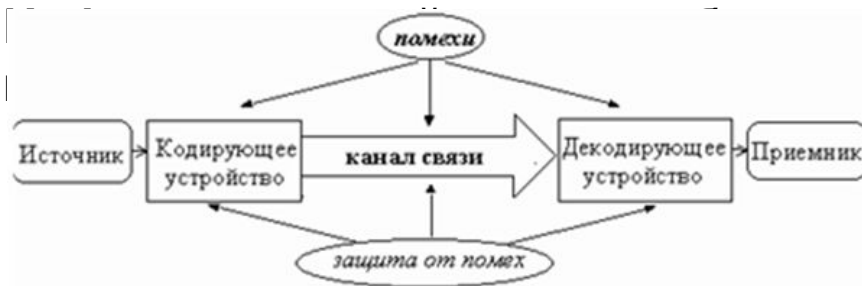 помехи
Источник
Кодирующее
устройство
канал связи
Декодирующее
устройство
Приемник
защита от помех